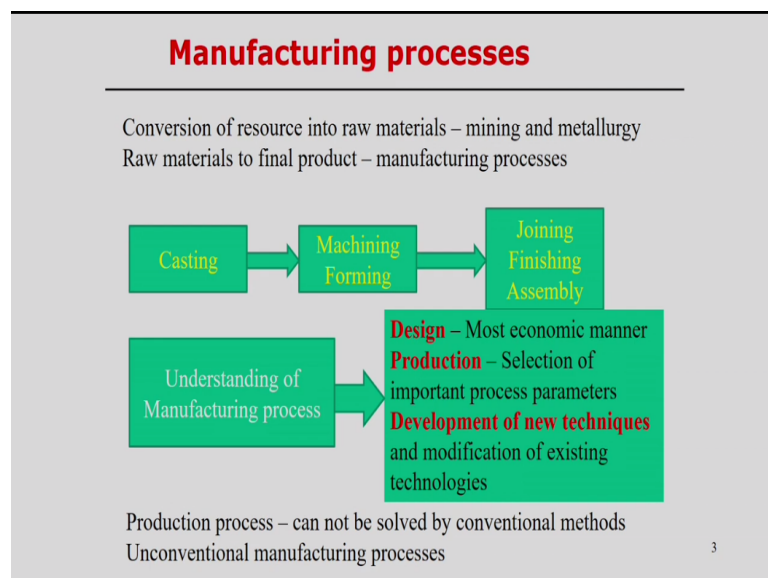 Manufacturing processes
Conversion of resource into raw materials – mining and metallurgy
Raw materials to final product – manufacturing processes
Casting
Machining
Forming
Joining
Finishing
Assembly
Understanding of
Manufacturing process
Design – Most economic manner
Production – Selection of
important process parameters
Development of new techniques
and modification of existing
technologies
Production process – can not be solved by conventional methods
Unconventional manufacturing processes
3